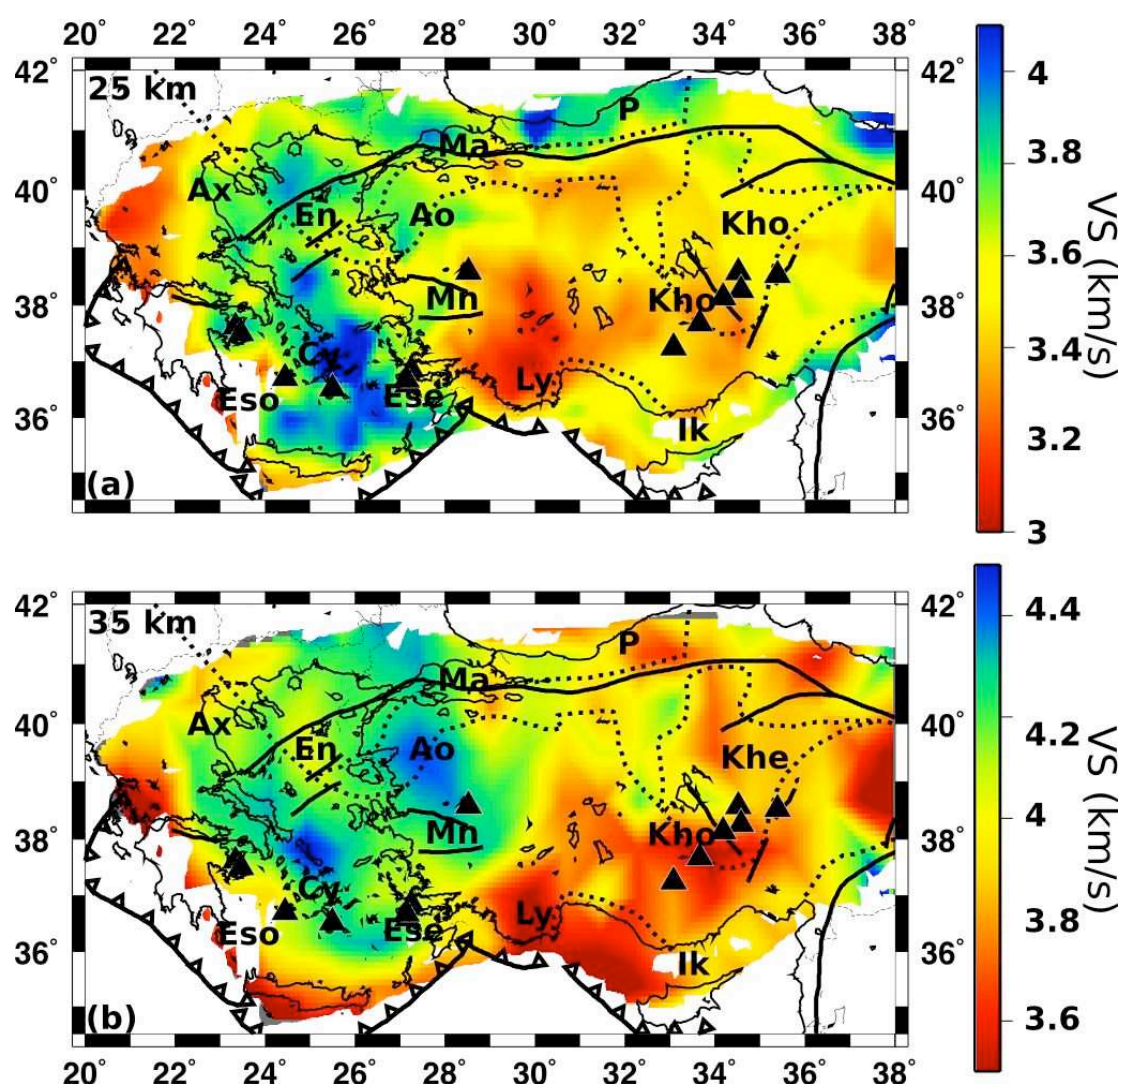 20° 22° 24° 26° 28° 30° 32° 34° 36° 38°
42° 42°
25 km
4
P
Ma
3.8
40° Ax 40°
En Ao Kho
3.6
VS (km/s)
38° Mn Kho 38°
3.4
Cy
Ly
Eso Ese
36° Ik 36°
3.2
(a)
3
42° 42°
35 km
4.4
P
Ma
4.2
40° Ax 40°
En Ao Khe
VS (km/s)
4
38° Mn Kho 38°
Cy
3.8
Ly
Eso Ese
36° Ik 36°
3.6
(b)
20° 22° 24° 26° 28° 30° 32° 34° 36° 38°